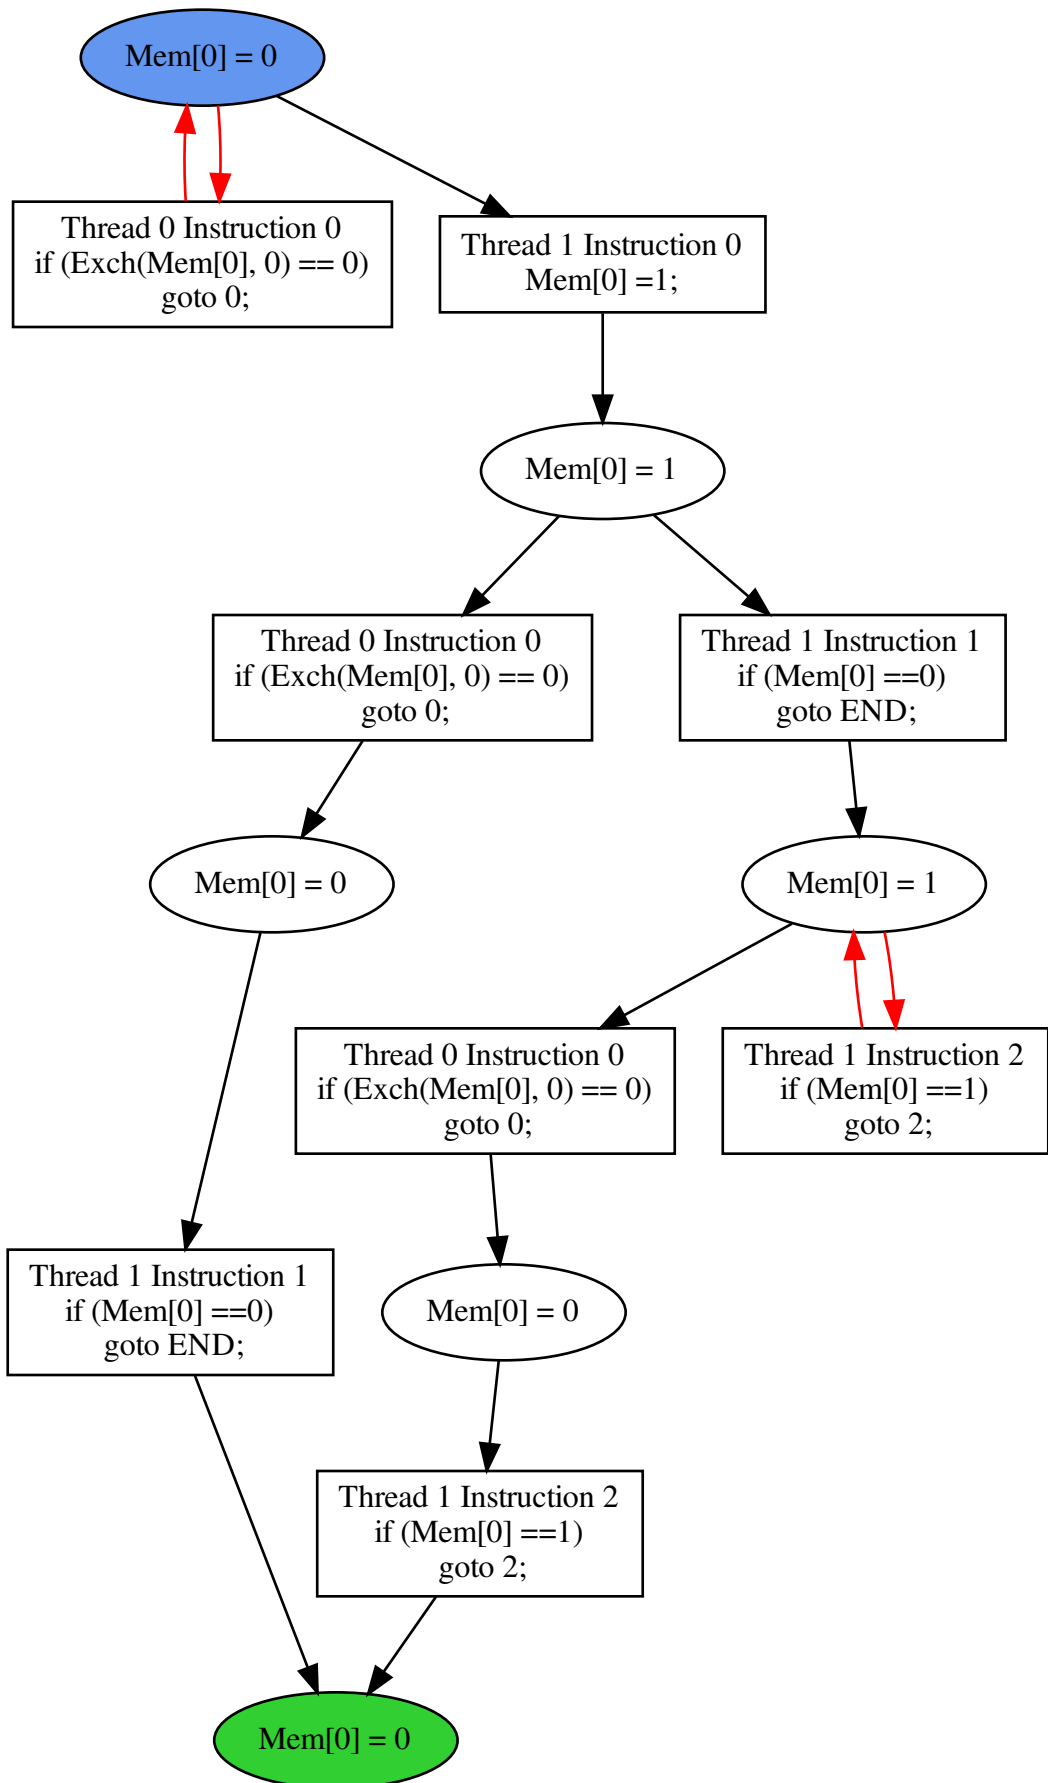 Mem[0] = 0
Thread 0 Instruction 0
if (Exch(Mem[0], 0) == 0)
goto 0;
Thread 1 Instruction 0
Mem[0] =1;
Mem[0] = 1
Thread 0 Instruction 0
if (Exch(Mem[0], 0) == 0)
goto 0;
Thread 1 Instruction 1
if (Mem[0] ==0)
goto END;
Mem[0] = 0
Mem[0] = 1
Thread 0 Instruction 0
if (Exch(Mem[0], 0) == 0)
goto 0;
Thread 1 Instruction 2
if (Mem[0] ==1)
goto 2;
Thread 1 Instruction 1
if (Mem[0] ==0)
goto END;
Mem[0] = 0
Thread 1 Instruction 2
if (Mem[0] ==1)
goto 2;
Mem[0] = 0